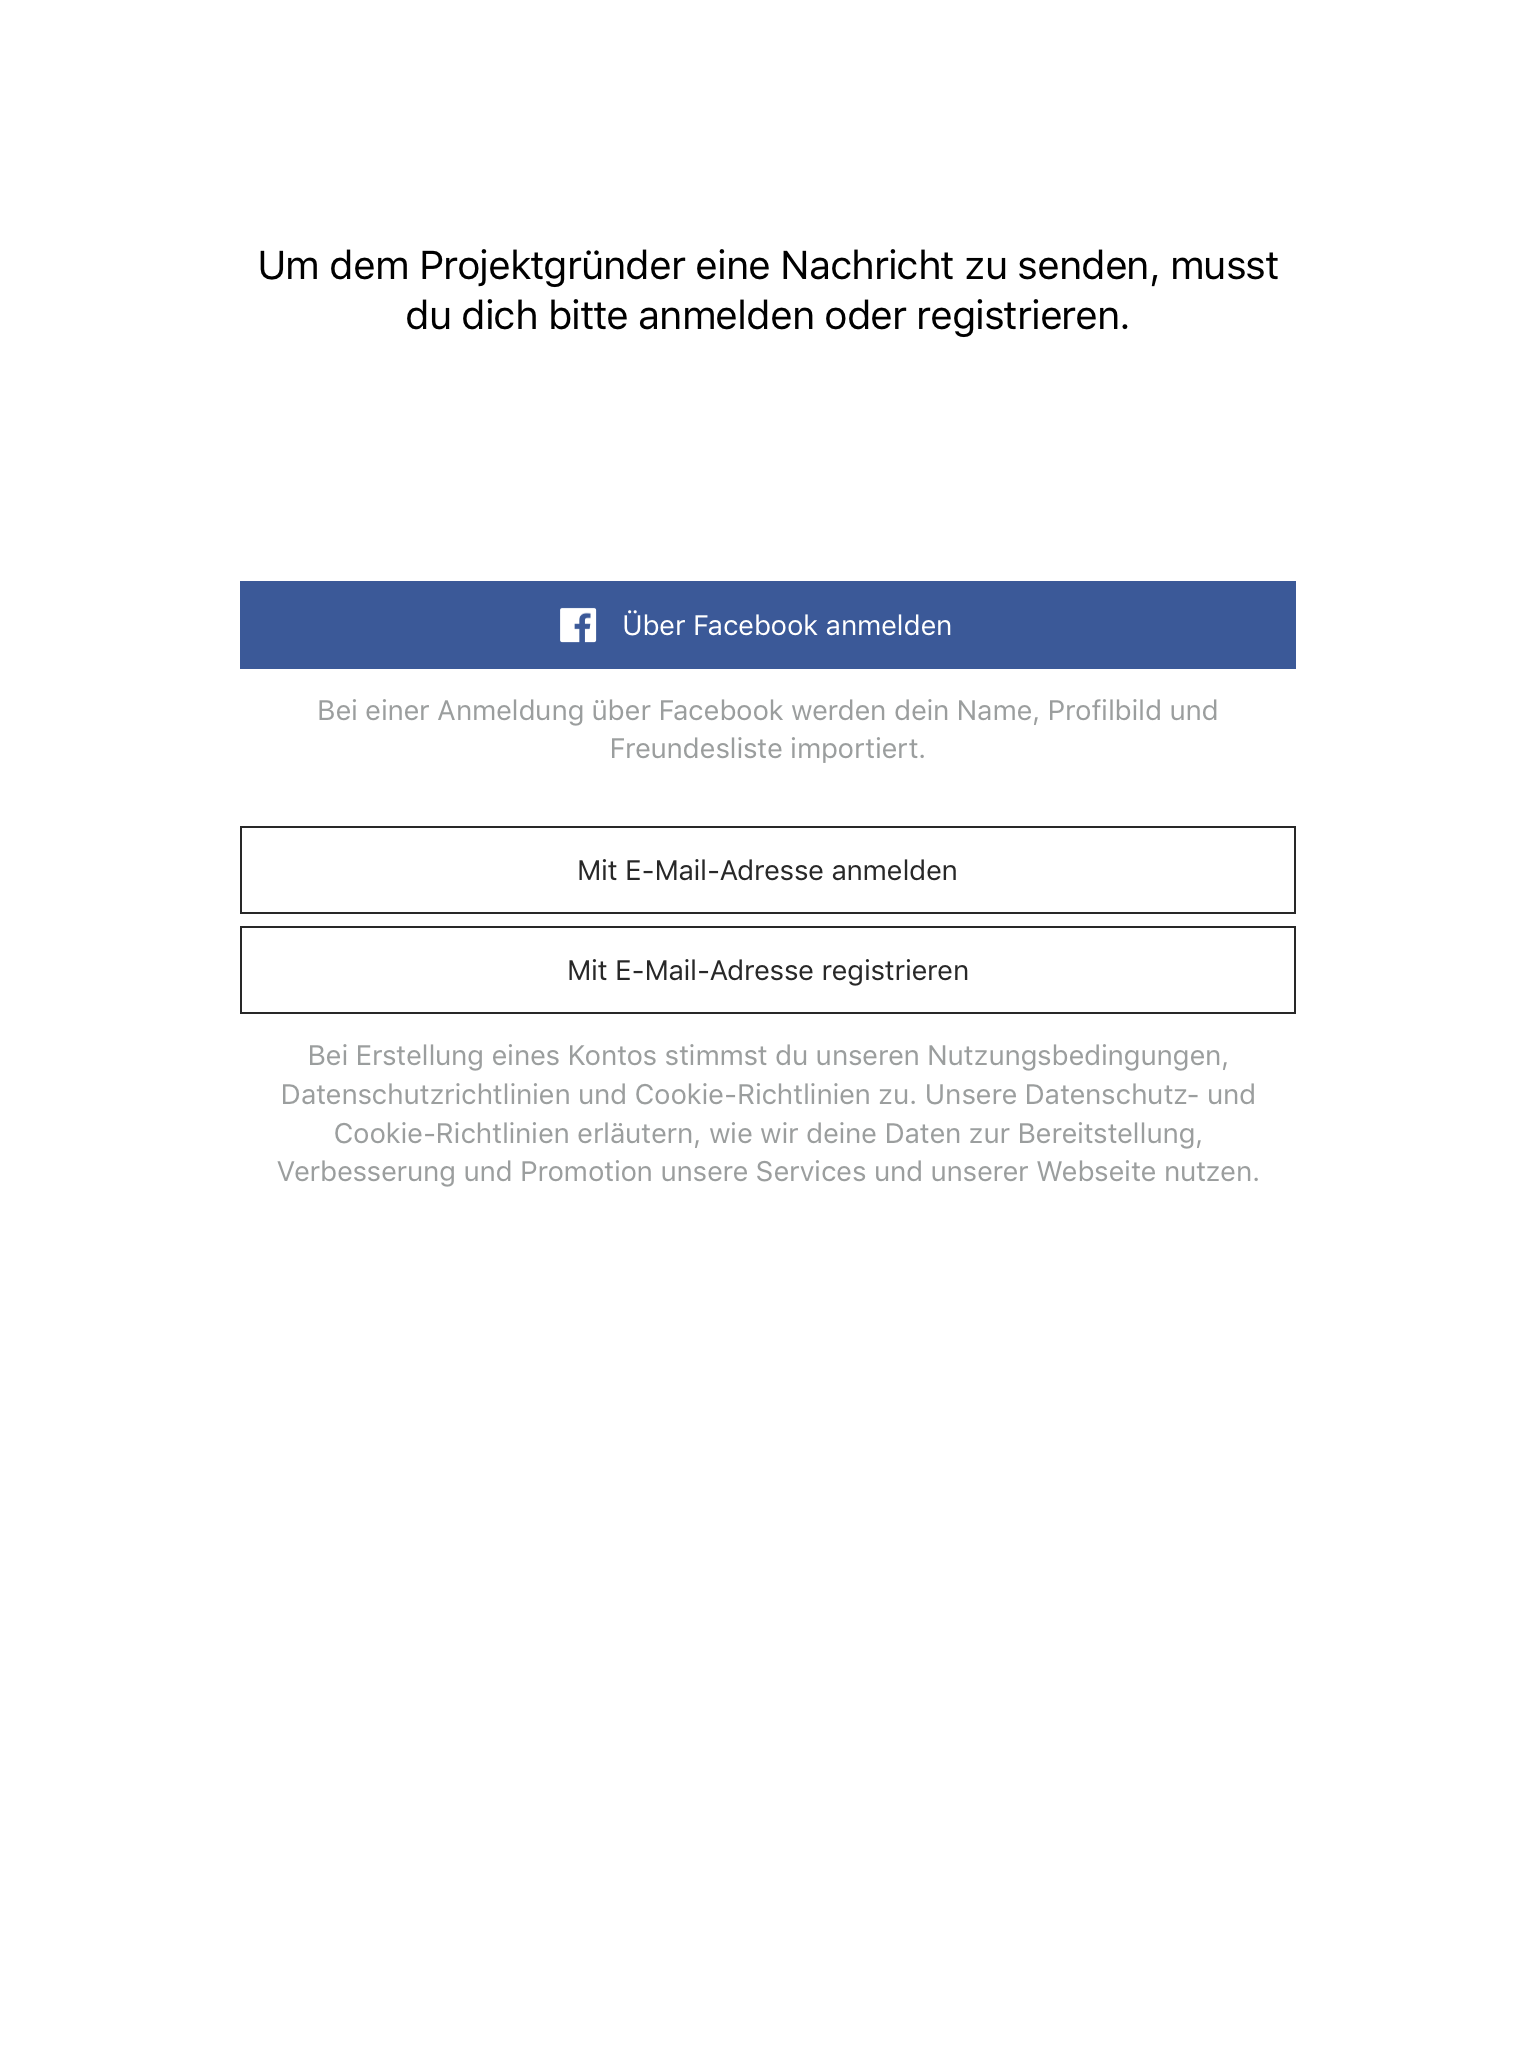 Um dem Projektgründer eine Nachricht zu senden, musst
du dich bitte anmelden oder registrieren.
Über Facebook anmelden
Bei einer Anmeldung über Facebook werden dein Name, Profilbild und
Freundesliste importiert.
Mit E-Mail-Adresse anmelden
Mit E-Mail-Adresse registrieren
Bei Erstellung eines Kontos stimmst du unseren Nutzungsbedingungen,
Datenschutzrichtlinien und Cookie-Richtlinien zu. Unsere Datenschutz- und
Cookie-Richtlinien erläutern, wie wir deine Daten zur Bereitstellung,
Verbesserung und Promotion unsere Services und unserer Webseite nutzen.